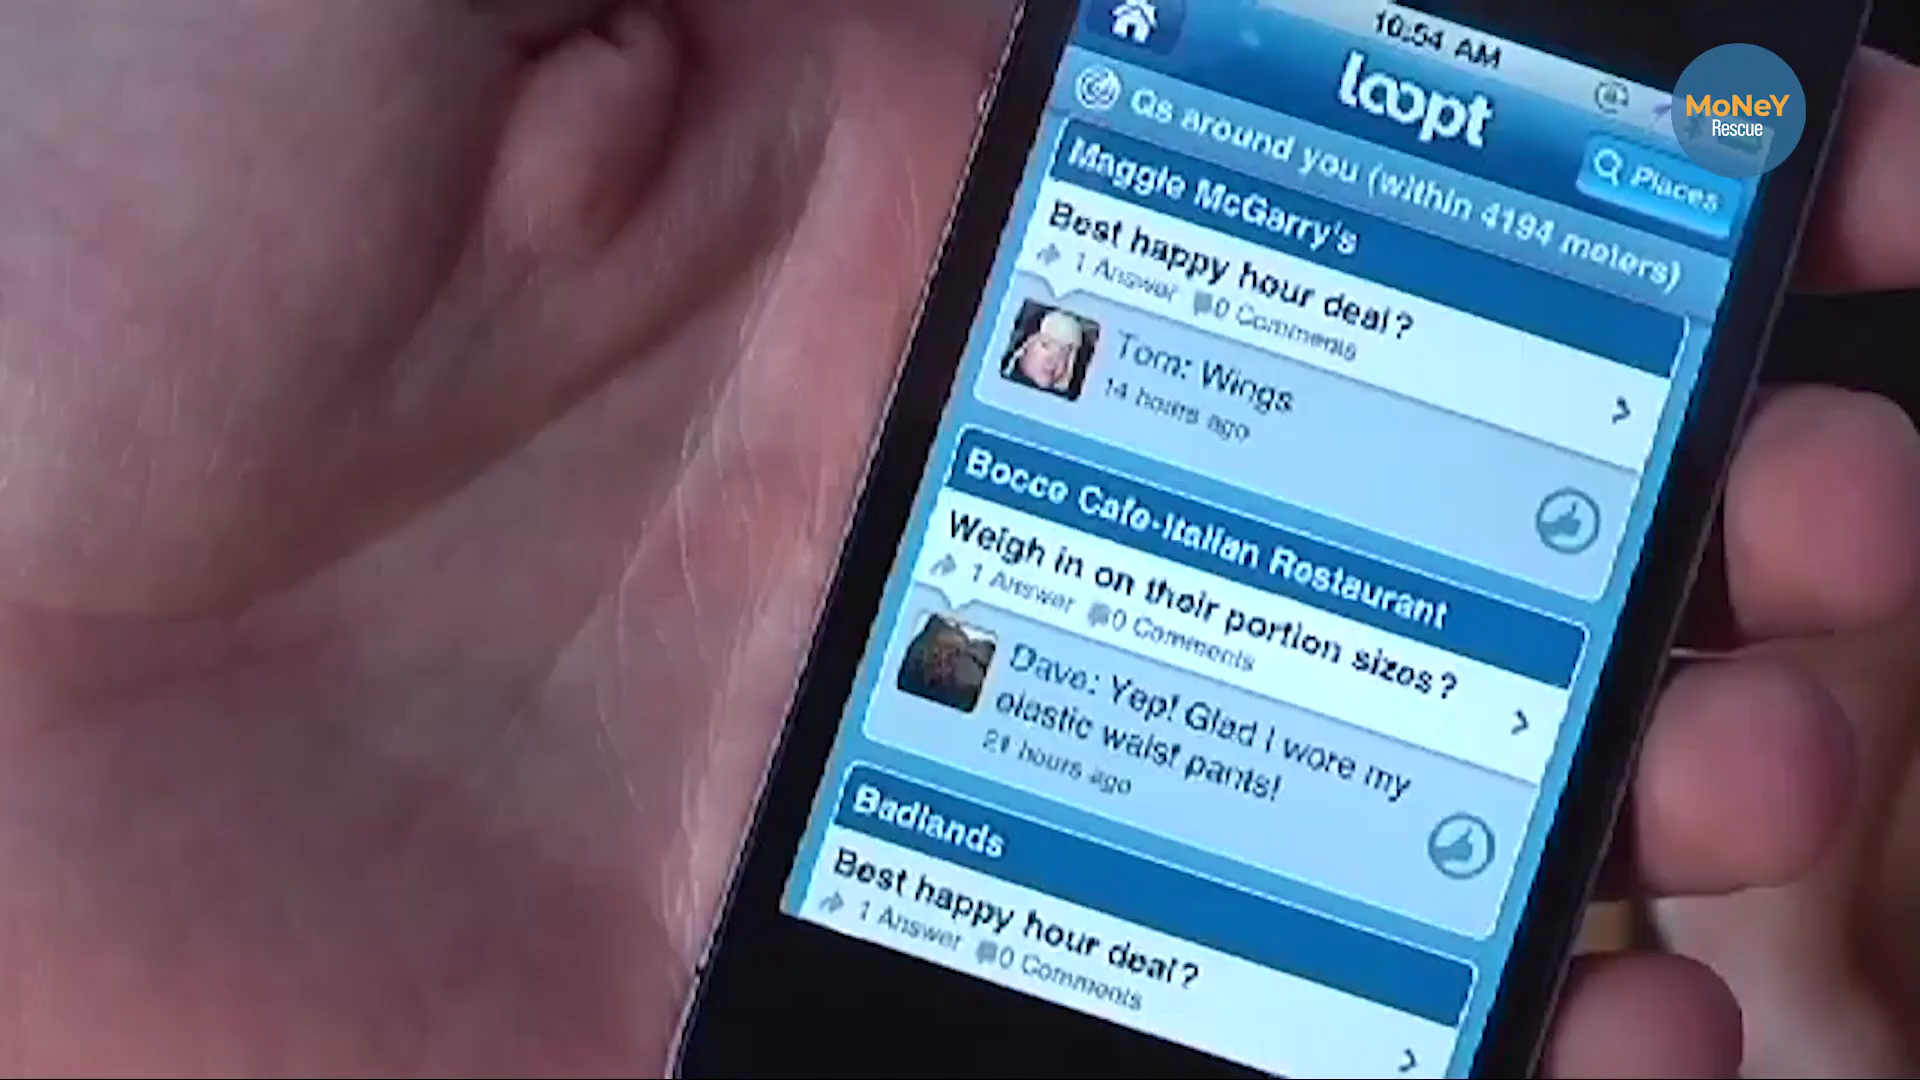 10:54 AM
loopt
MoNeY
Rescue
Places
Qs around you (within 4194 meters)
Maggie McGarry's
Best happy hour deal?
1 Answer 0 Comments
Tom: Wings
14 hours ago
Bocce Cafe-Italian Restaurant
Weigh in on their portion sizes?
1 Answer 0 Comments
Dave: Yep! Glad I wore my
elastic waist pants!
21 hours ago
Badlands
Best happy hour deal?
1 Answer 0 Comments